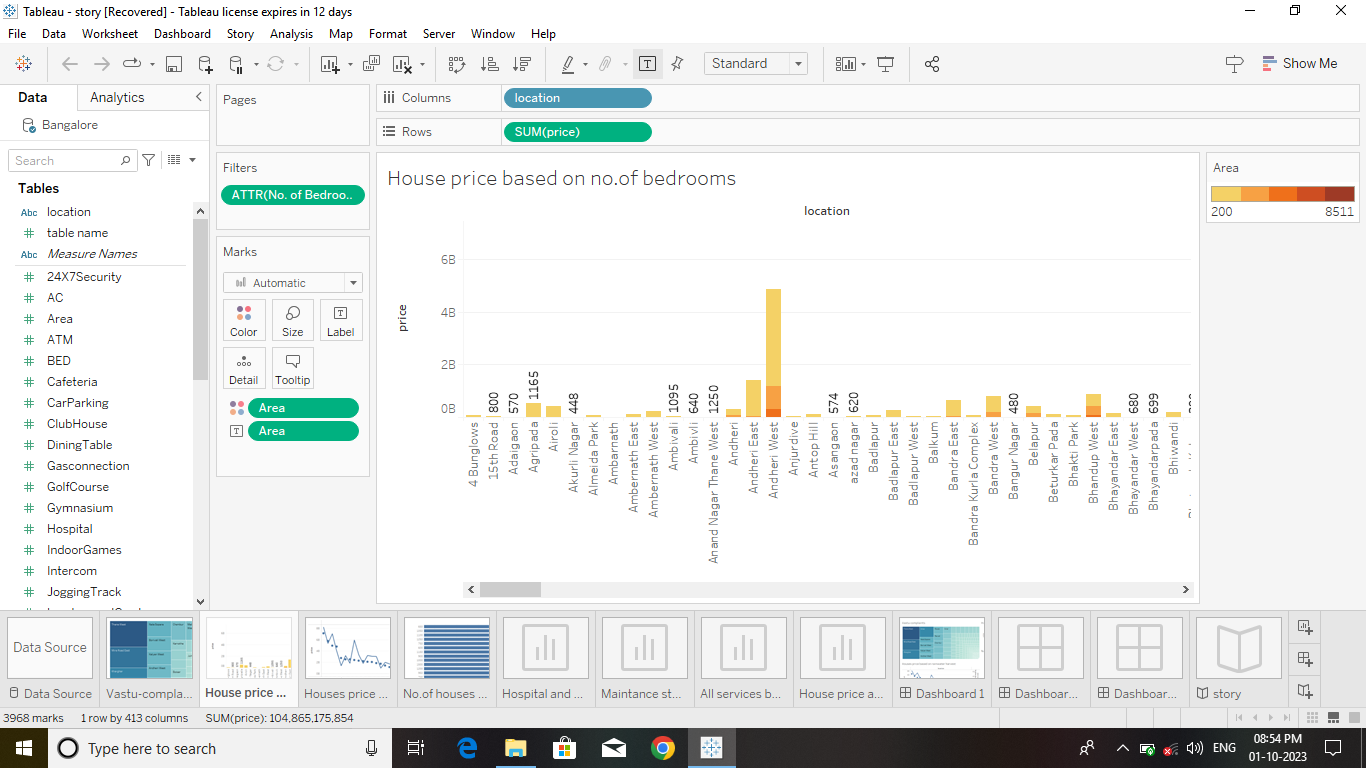 Tableau - story [Recovered] - Tableau license expires in 12 days
File Data Worksheet Dashboard Story Analysis Map Format Server Window Help
Standard
Show Me
Data Analytics
Bangalore
Search
Tables
Abc location
# table name
Abc Measure Names
# 24X7Security
# AC
# Area
# ATM
# BED
# Cafeteria
# CarParking
# ClubHouse
# DiningTable
# Gasconnection
# GolfCourse
# Gymnasium
# Hospital
# IndoorGames
# Intercom
# JoggingTrack
Pages
Filters
ATTR(No. of Bedroo..
Marks
Automatic
Color Size Label
Detail Tooltip
Area
Area
Columns location
Rows SUM(price)
House price based on no.of bedrooms
location
price
6B
4B
2B
0B
800
570
1165
448
1095
640
1250
574
620
480
680
699
4 Bunglows
15th Road
Adaigaon
Agripada
Airoli
Akurli Nagar
Almeida Park
Ambarnath
Ambernath East
Ambernath West
Ambivali
Ambivli
Anand Nagar Thane West
Andheri
Andheri East
Andheri West
Anjurdive
Antop Hill
Asangaon
azad nagar
Badlapur
Badlapur East
Badlapur West
Balkum
Bandra East
Bandra Kurla Complex
Bandra West
Bangur Nagar
Belapur
Beturkar Pada
Bhakti Park
Bhandup West
Bhayandar East
Bhayandar West
Bhayandarpada
Bhiwandi
Area
200 8511
Data Source
Data Source
Vastu-compla...
House price ...
Houses price ...
No.of houses ...
Hospital and ...
Maintance st...
All services b...
House price a...
Dashboard 1
Dashboar...
Dashboar...
story
3968 marks 1 row by 413 columns SUM(price): 104,865,175,854
Type here to search
ENG
08:54 PM
01-10-2023